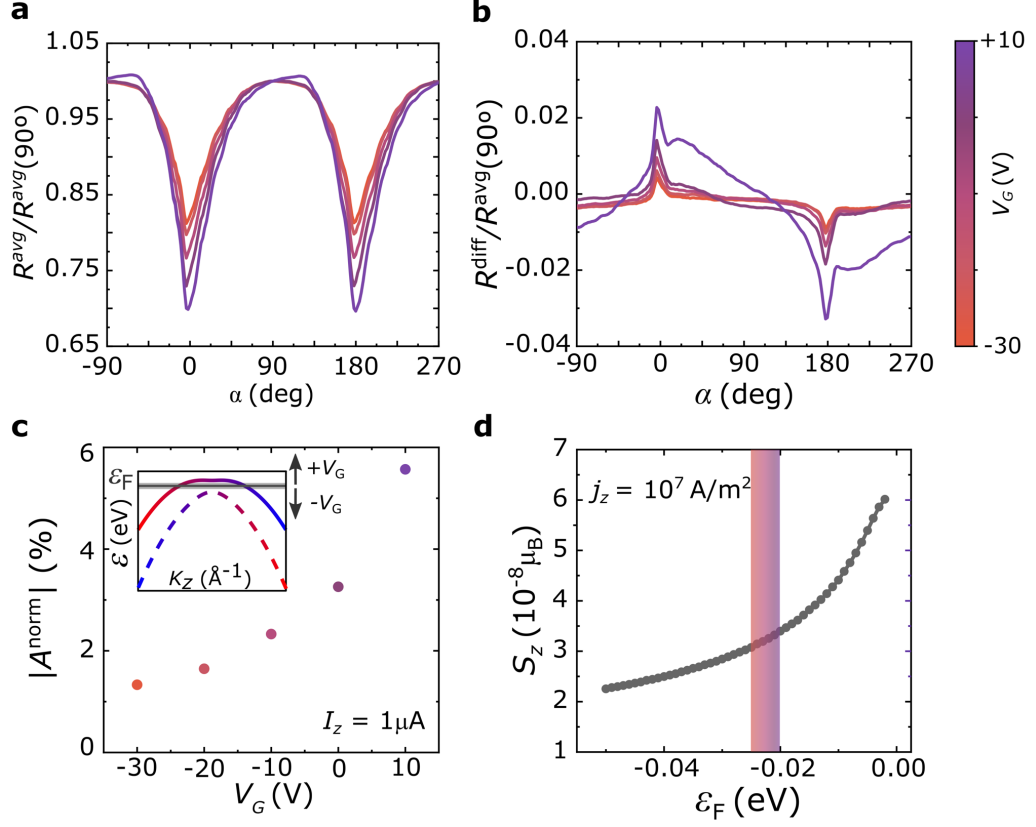 a
1.05
0.95
0.85
0.75
0.65
R^avg/R^avg(90º)
-90 0 90 180 270
α (deg)
b
0.04
0.02
0.00
-0.02
-0.04
R^diff/R^avg(90º)
-90 0 90 180 270
α (deg)
+10
V_G (V)
-30
c
6
4
2
0
|A^norm| (%)
ε_F
ε (eV)
K_z (Å^-1)
+V_G
-V_G
I_z = 1μA
-30 -20 -10 0 10
V_G (V)
d
7
6
5
4
3
2
1
S_z (10^-8 μ_B)
j_z = 10^7 A/m^2
-0.04 -0.02 0.00
ε_F (eV)